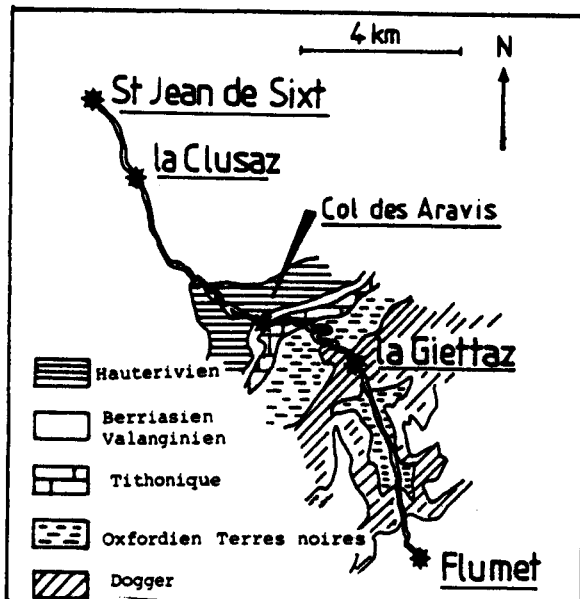 4 km
N
St Jean de Sixt
la Clusaz
Col des Aravis
la Giettaz
Hauterivien
Berriasien
Valanginien
Tithonique
Oxfordien Terres noires
Flumet
Dogger